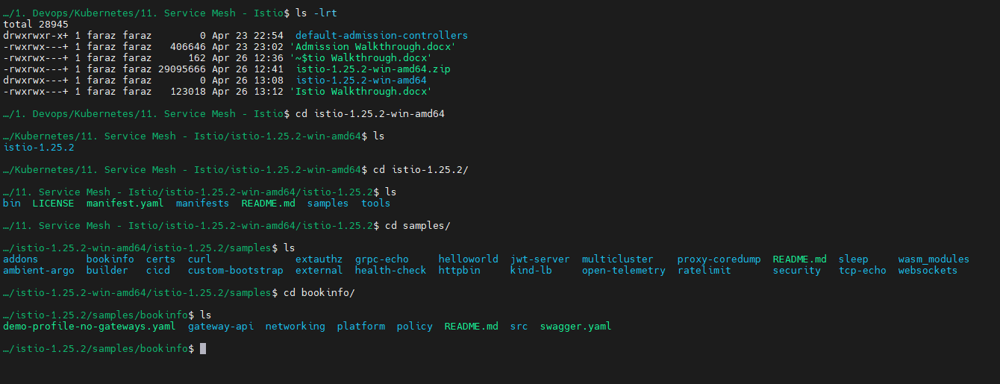 …/1. Devops/Kubernetes/11. Service Mesh - Istio$ ls -lrt
total 28945
drwxrwxr-x+ 1 faraz faraz        0 Apr 23 22:54  default-admission-controllers
-rwxrwx---+ 1 faraz faraz   406646 Apr 23 23:02 'Admission Walkthrough.docx'
-rwxrwx---+ 1 faraz faraz      162 Apr 26 12:36 '~$tio Walkthrough.docx'
-rwxrwx---+ 1 faraz faraz 29095666 Apr 26 12:41  istio-1.25.2-win-amd64.zip
drwxrwx---+ 1 faraz faraz        0 Apr 26 13:08  istio-1.25.2-win-amd64
-rwxrwx---+ 1 faraz faraz   123018 Apr 26 13:12 'Istio Walkthrough.docx'
…/1. Devops/Kubernetes/11. Service Mesh - Istio$ cd istio-1.25.2-win-amd64
…/Kubernetes/11. Service Mesh - Istio/istio-1.25.2-win-amd64$ ls
istio-1.25.2
…/Kubernetes/11. Service Mesh - Istio/istio-1.25.2-win-amd64$ cd istio-1.25.2/
…/11. Service Mesh - Istio/istio-1.25.2-win-amd64/istio-1.25.2$ ls
bin  LICENSE  manifest.yaml  manifests  README.md  samples  tools
…/11. Service Mesh - Istio/istio-1.25.2-win-amd64/istio-1.25.2$ cd samples/
…/istio-1.25.2-win-amd64/istio-1.25.2/samples$ ls
addons        bookinfo  certs  curl              extauthz  grpc-echo     helloworld  jwt-server  multicluster    proxy-coredump  README.md  sleep     wasm_modules
ambient-argo  builder   cicd   custom-bootstrap  external  health-check  httpbin     kind-lb     open-telemetry  ratelimit       security   tcp-echo  websockets
…/istio-1.25.2-win-amd64/istio-1.25.2/samples$ cd bookinfo/
…/istio-1.25.2/samples/bookinfo$ ls
demo-profile-no-gateways.yaml  gateway-api  networking  platform  policy  README.md  src  swagger.yaml
…/istio-1.25.2/samples/bookinfo$